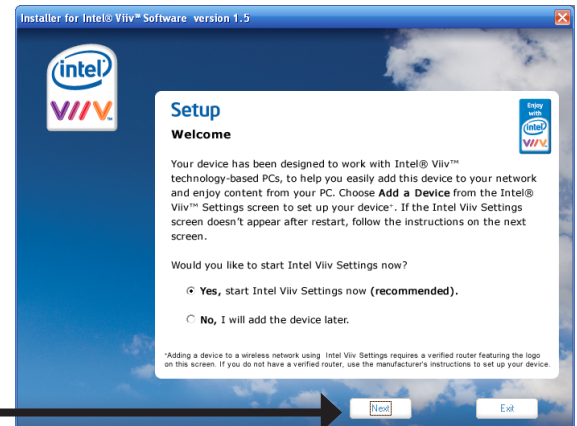 Installer for Intel® Viiv™ Software version 1.5
intel
VIIV™
Setup
Enjoy
with
intel
VIIV
Welcome
Your device has been designed to work with Intel® Viiv™
technology-based PCs, to help you easily add this device to your network
and enjoy content from your PC. Choose Add a Device from the Intel®
Viiv™ Settings screen to set up your device⁺. If the Intel Viiv Settings
screen doesn't appear after restart, follow the instructions on the next
screen.
Would you like to start Intel Viiv Settings now?
Yes, start Intel Viiv Settings now (recommended).
No, I will add the device later.
⁺Adding a device to a wireless network using Intel Viiv Settings requires a verified router featuring the logo
on this screen. If you do not have a verified router, use the manufacturer's instructions to set up your device.
Next
Exit